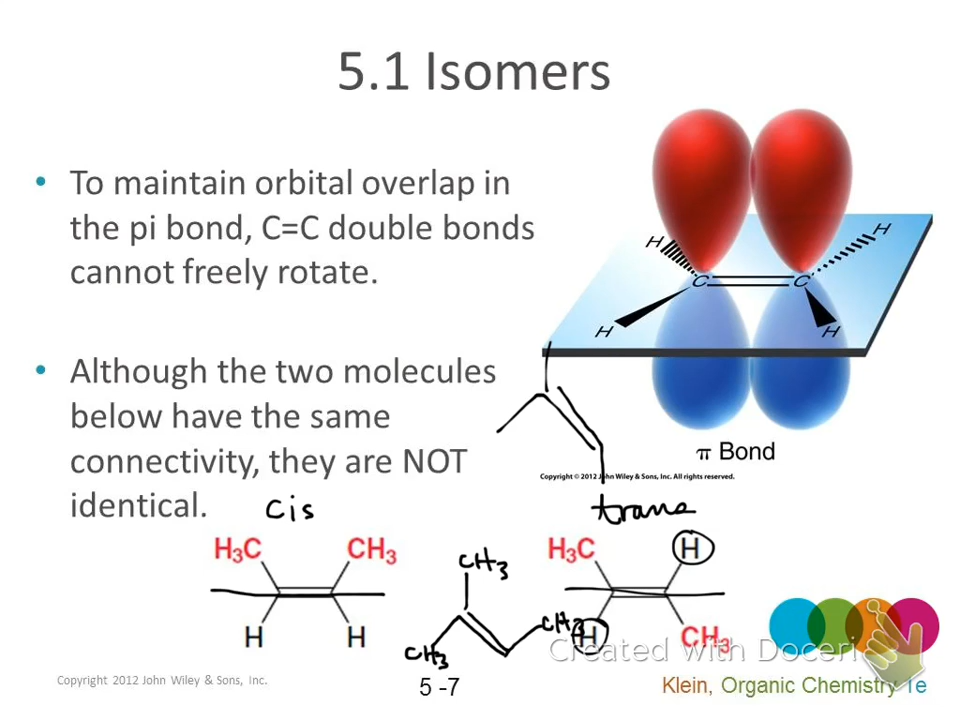 5.1 Isomers
• To maintain orbital overlap in
the pi bond, C=C double bonds
cannot freely rotate.
H
H
C
C
H
H
π Bond
Copyright © 2012 John Wiley & Sons, Inc. All rights reserved.
• Although the two molecules
below have the same
connectivity, they are NOT
identical.
cis
trans
H₃C CH₃
H H
CH₃
CH₃ CH₃
H₃C H
H CH₃
Created with Doceri
Copyright 2012 John Wiley & Sons, Inc.
5 -7
Klein, Organic Chemistry 1e